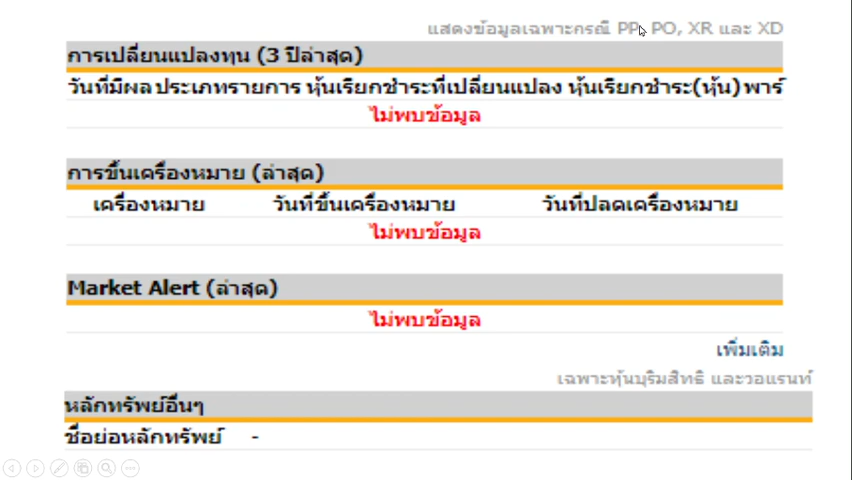 แสดงข้อมูลเฉพาะกรณี PP, PO, XR และ XD
การเปลี่ยนแปลงทุน (3 ปีล่าสุด)
วันที่มีผล ประเภทรายการ หุ้นเรียกชำระที่เปลี่ยนแปลง หุ้นเรียกชำระ(หุ้น) พาร์
ไม่พบข้อมูล
การขึ้นเครื่องหมาย (ล่าสุด)
เครื่องหมาย วันที่ขึ้นเครื่องหมาย วันที่ปลดเครื่องหมาย
ไม่พบข้อมูล
Market Alert (ล่าสุด)
ไม่พบข้อมูล
เพิ่มเติม
เฉพาะหุ้นบุริมสิทธิ และวอแรนท์
หลักทรัพย์อื่นๆ
ชื่อย่อหลักทรัพย์ -